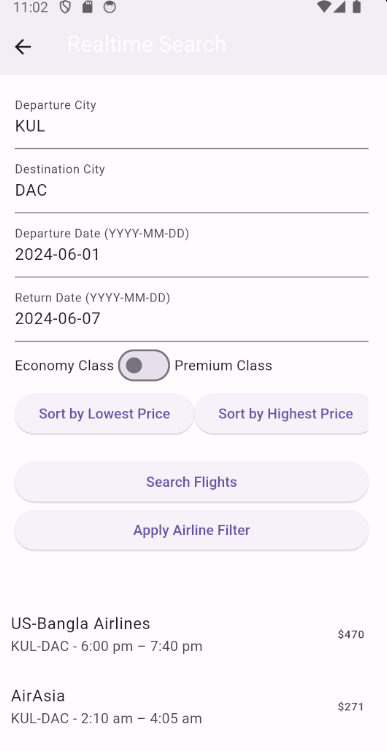 11:02
Realtime Search
Departure City
KUL
Destination City
DAC
Departure Date (YYYY-MM-DD)
2024-06-01
Return Date (YYYY-MM-DD)
2024-06-07
Economy Class Premium Class
Sort by Lowest Price Sort by Highest Price
Search Flights
Apply Airline Filter
US-Bangla Airlines
KUL-DAC - 6:00 pm – 7:40 pm $470
AirAsia
KUL-DAC - 2:10 am – 4:05 am $271